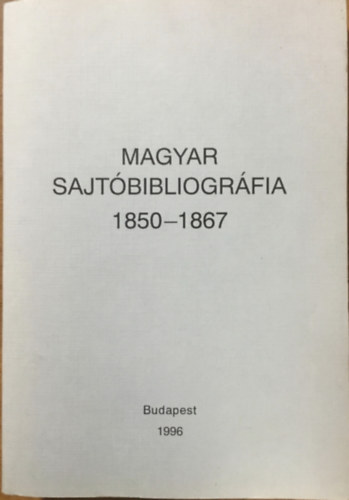 MAGYAR
SAJTÓBIBLIOGRÁFIA
1850–1867
Budapest
1996